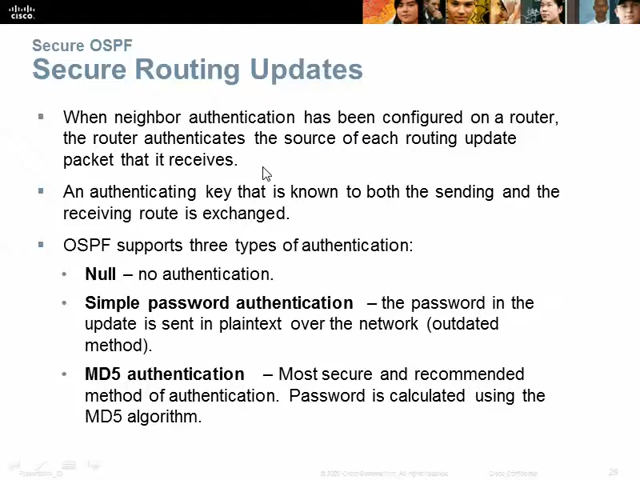 CISCO
Secure OSPF
Secure Routing Updates
When neighbor authentication has been configured on a router,
the router authenticates the source of each routing update
packet that it receives.
An authenticating key that is known to both the sending and the
receiving route is exchanged.
OSPF supports three types of authentication:
Null – no authentication.
Simple password authentication – the password in the
update is sent in plaintext over the network (outdated
method).
MD5 authentication – Most secure and recommended
method of authentication. Password is calculated using the
MD5 algorithm.
Cisco Confidential